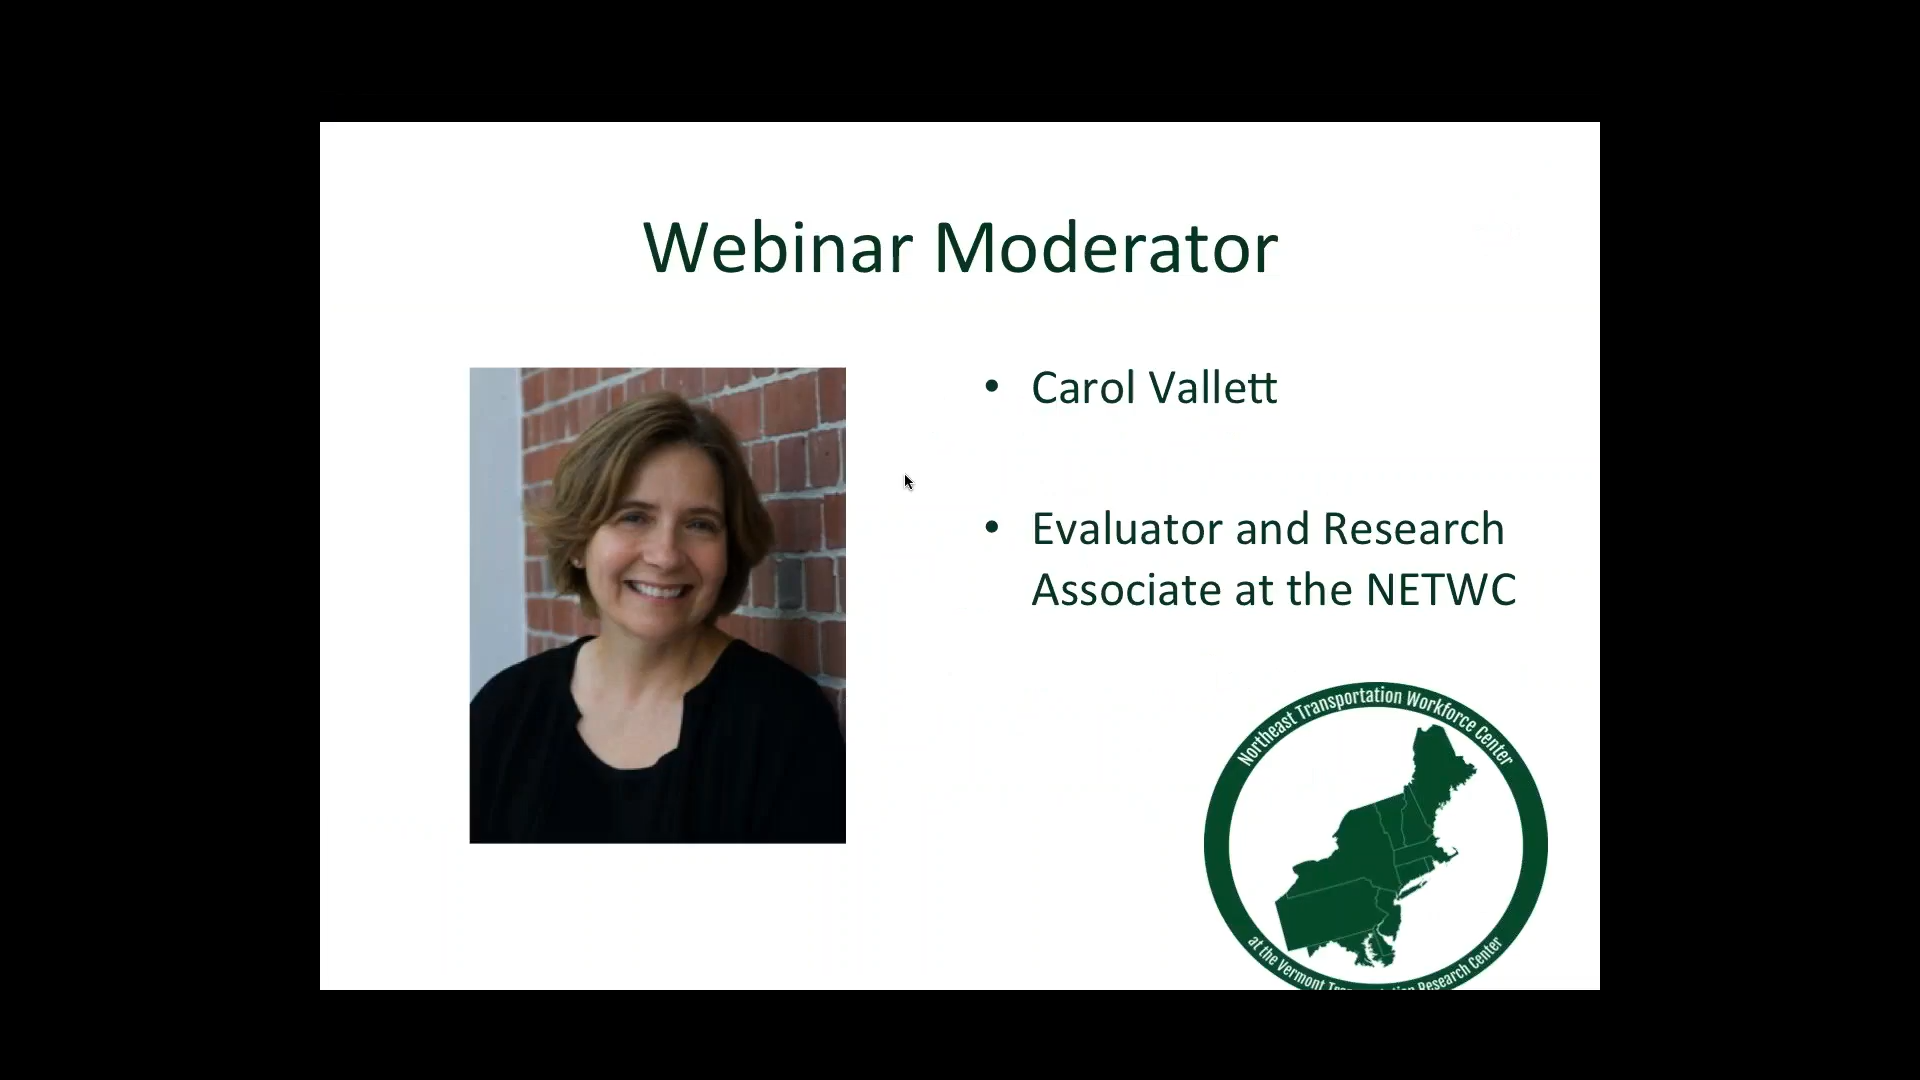 Webinar Moderator
• Carol Vallett
• Evaluator and Research
Associate at the NETWC
Northeast Transportation Workforce Center
at the Vermont Transportation Research Center